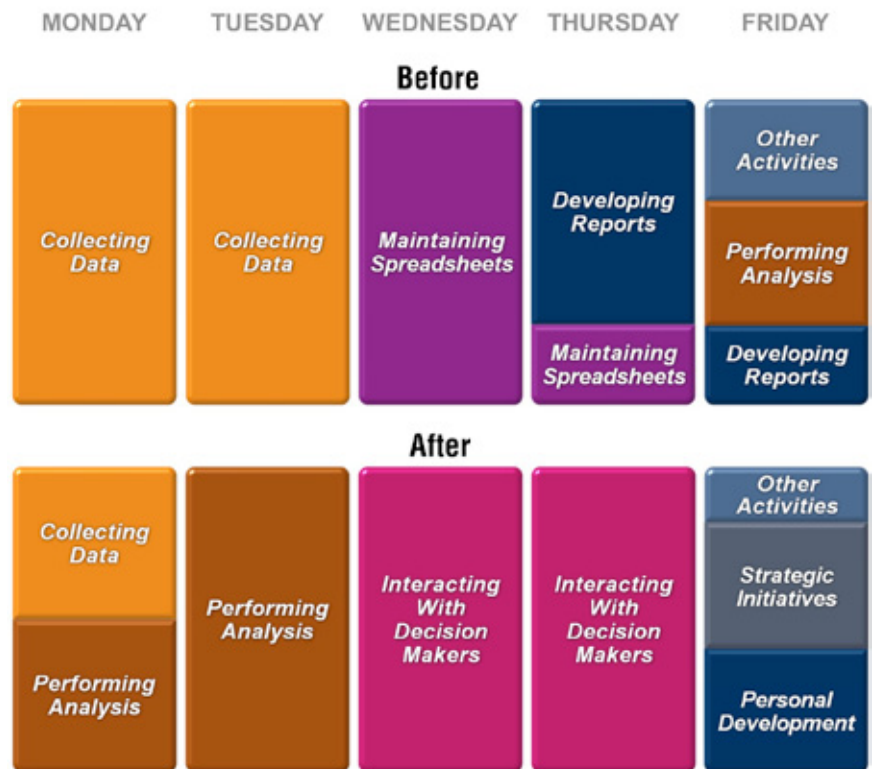 MONDAY TUESDAY WEDNESDAY THURSDAY FRIDAY
Before
Collecting
Data
Collecting
Data
Maintaining
Spreadsheets
Developing
Reports
Maintaining
Spreadsheets
Other
Activities
Performing
Analysis
Developing
Reports
After
Collecting
Data
Performing
Analysis
Performing
Analysis
Interacting
With
Decision
Makers
Interacting
With
Decision
Makers
Other
Activities
Strategic
Initiatives
Personal
Development